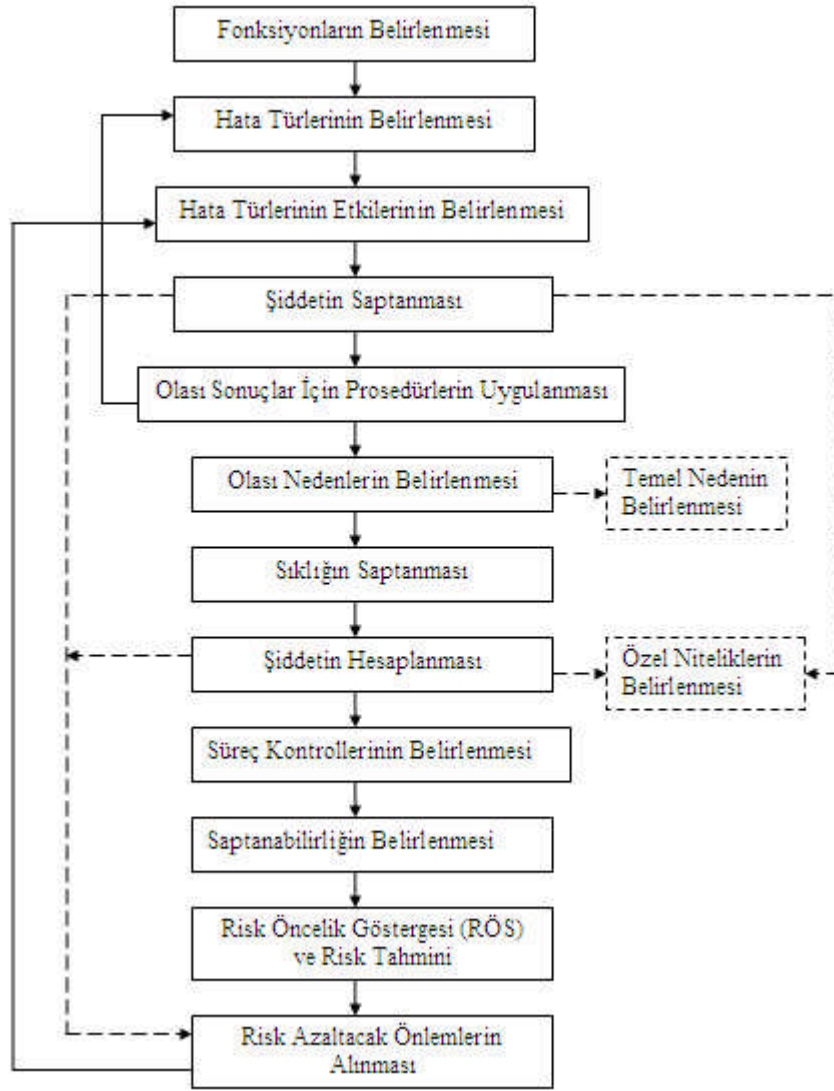 Fonksiyonların Belirlenmesi
Hata Türlerinin Belirlenmesi
Hata Türlerinin Etkilerinin Belirlenmesi
Şiddetin Saptanması
Olası Sonuçlar İçin Prosedürlerin Uygulanması
Olası Nedenlerin Belirlenmesi
Temel Nedenin
Belirlenmesi
Sıklığın Saptanması
Şiddetin Hesaplanması
Özel Niteliklerin
Belirlenmesi
Süreç Kontrollerinin Belirlenmesi
Saptanabilirliğin Belirlenmesi
Risk Öncelik Göstergesi (RÖS)
ve Risk Tahmini
Risk Azaltacak Önlemlerin
Alınması